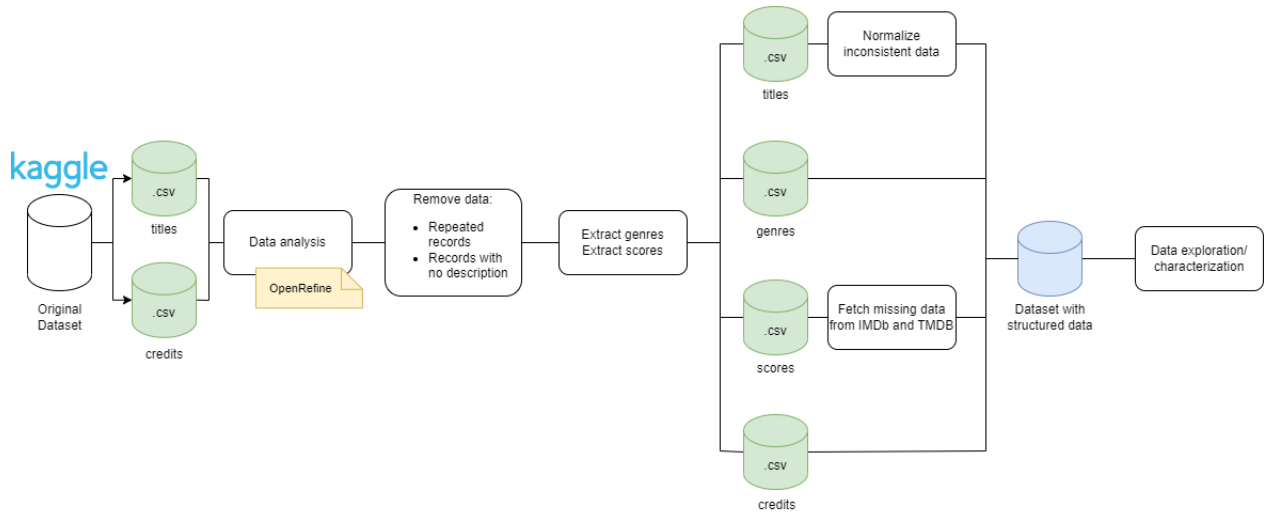 kaggle
Original
Dataset
.csv
titles
.csv
credits
Data analysis
OpenRefine
Remove data:
• Repeated
records
• Records with
no description
Extract genres
Extract scores
.csv
titles
Normalize
inconsistent data
.csv
genres
.csv
scores
Fetch missing data
from IMDb and TMDB
.csv
credits
Dataset with
structured data
Data exploration/
characterization